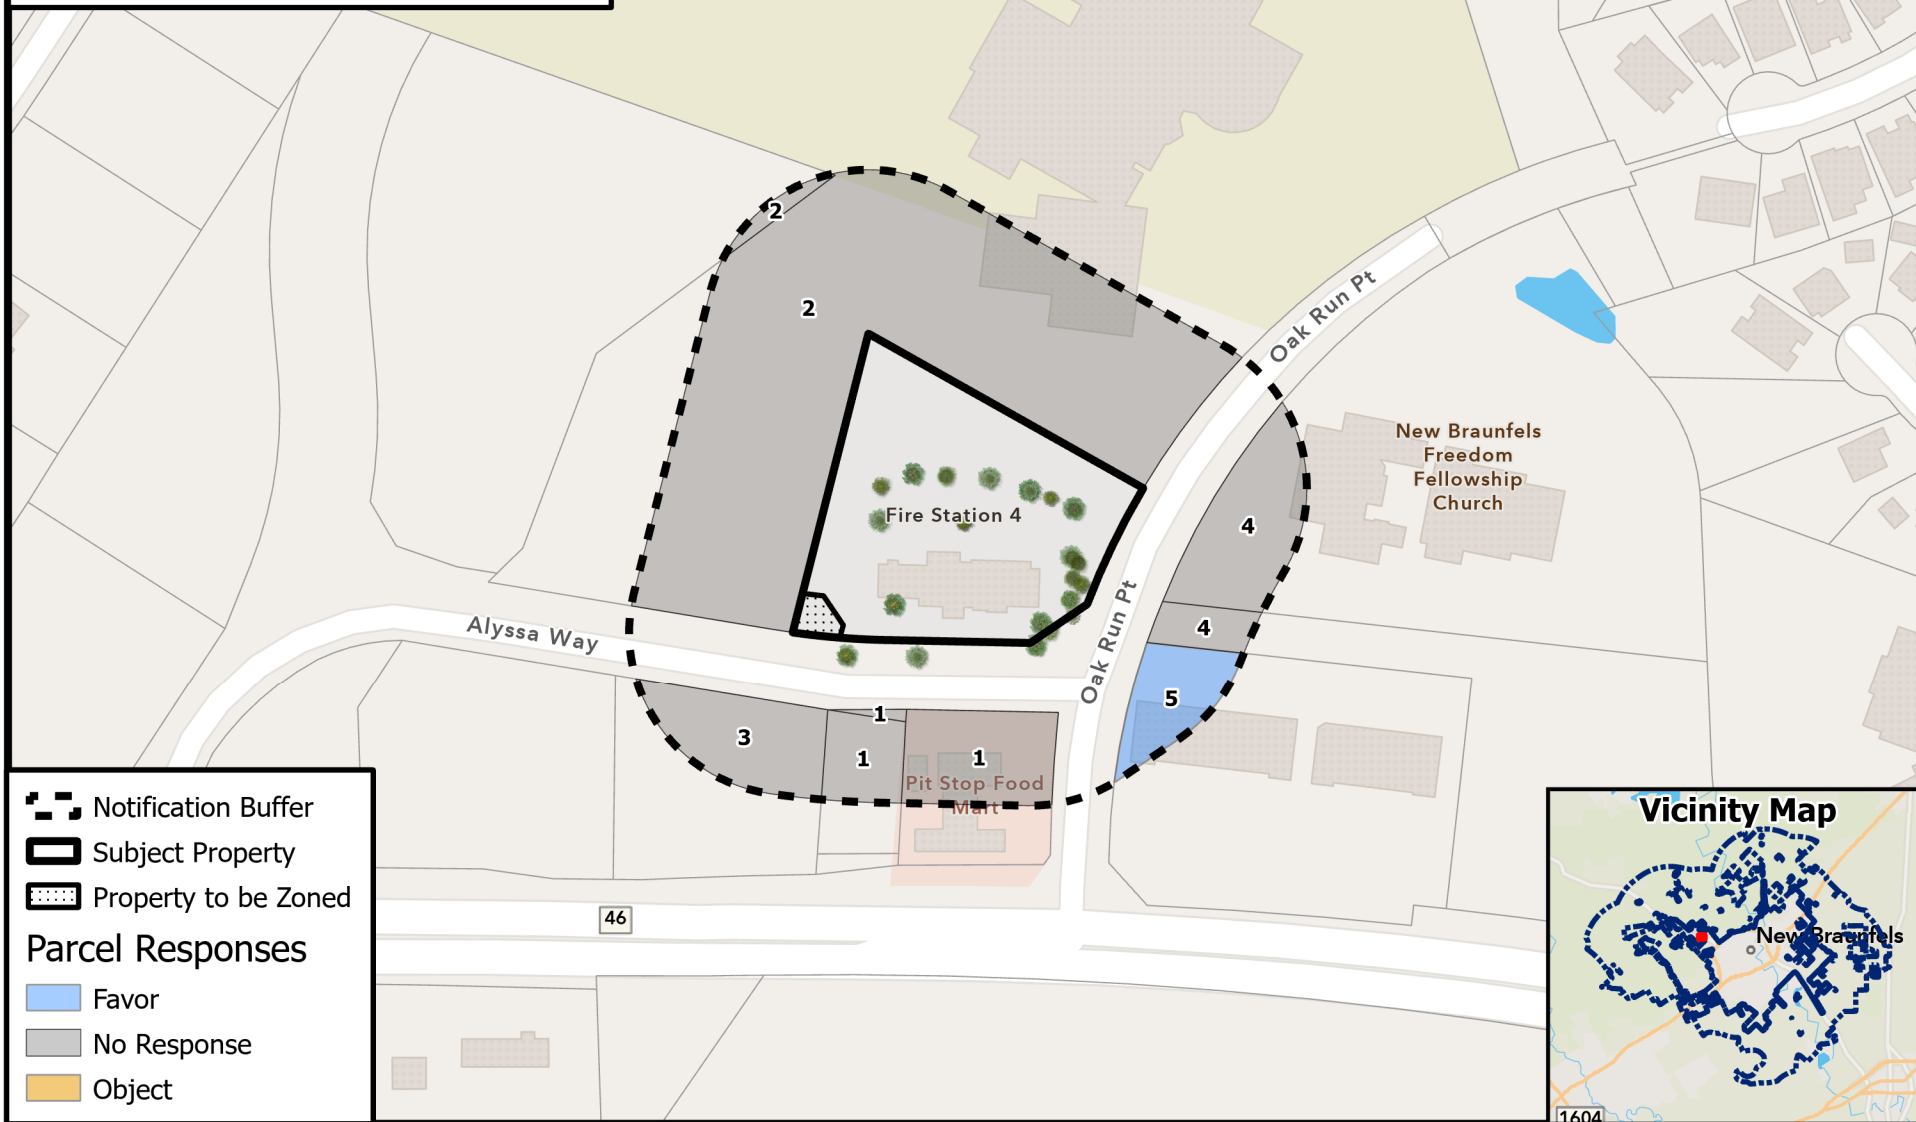 2
2
Oak Run Pt
New Braunfels
Freedom
Fellowship
Church
Fire Station 4
4
4
Alyssa Way
Oak Run Pt
5
3
1
1
1
Pit Stop Food
Mart
46
Notification Buffer
Subject Property
Property to be Zoned
Parcel Responses
Favor
No Response
Object
Vicinity Map
New Braunfels
1604